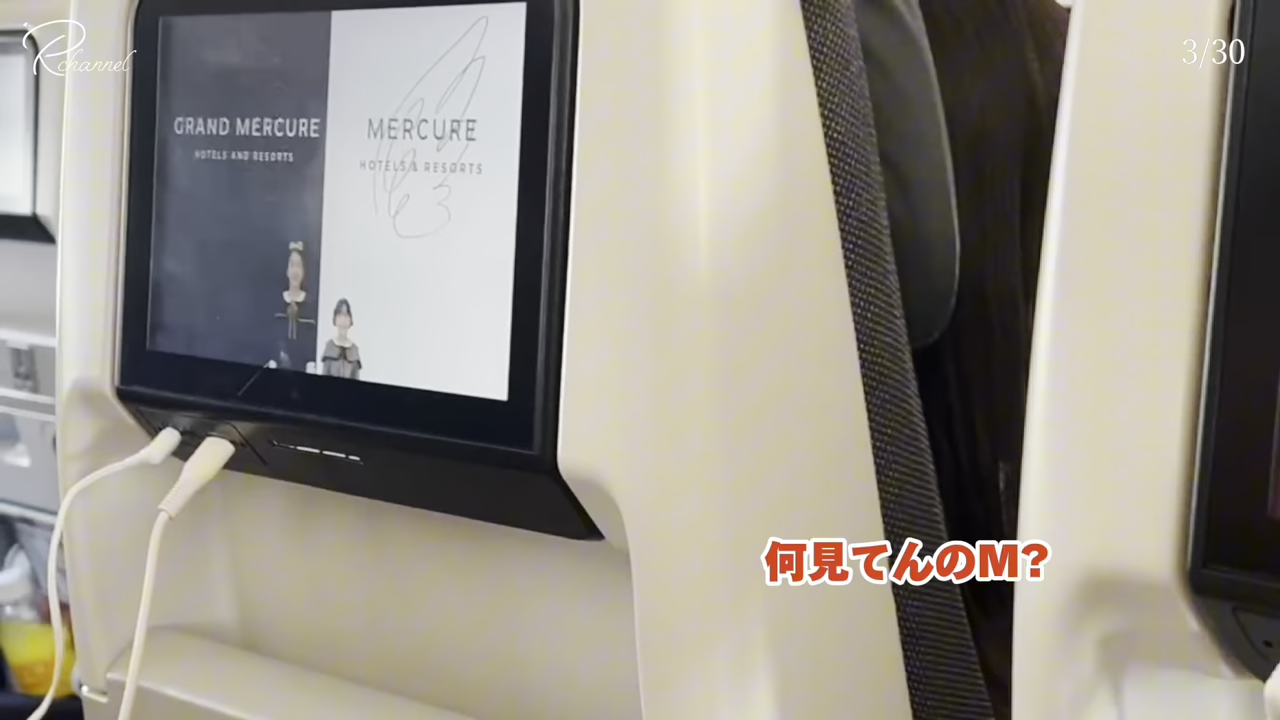 Rchannel
3/30
GRAND MERCURE
HOTELS AND RESORTS
MERCURE
HOTELS & RESORTS
何見てんのM?